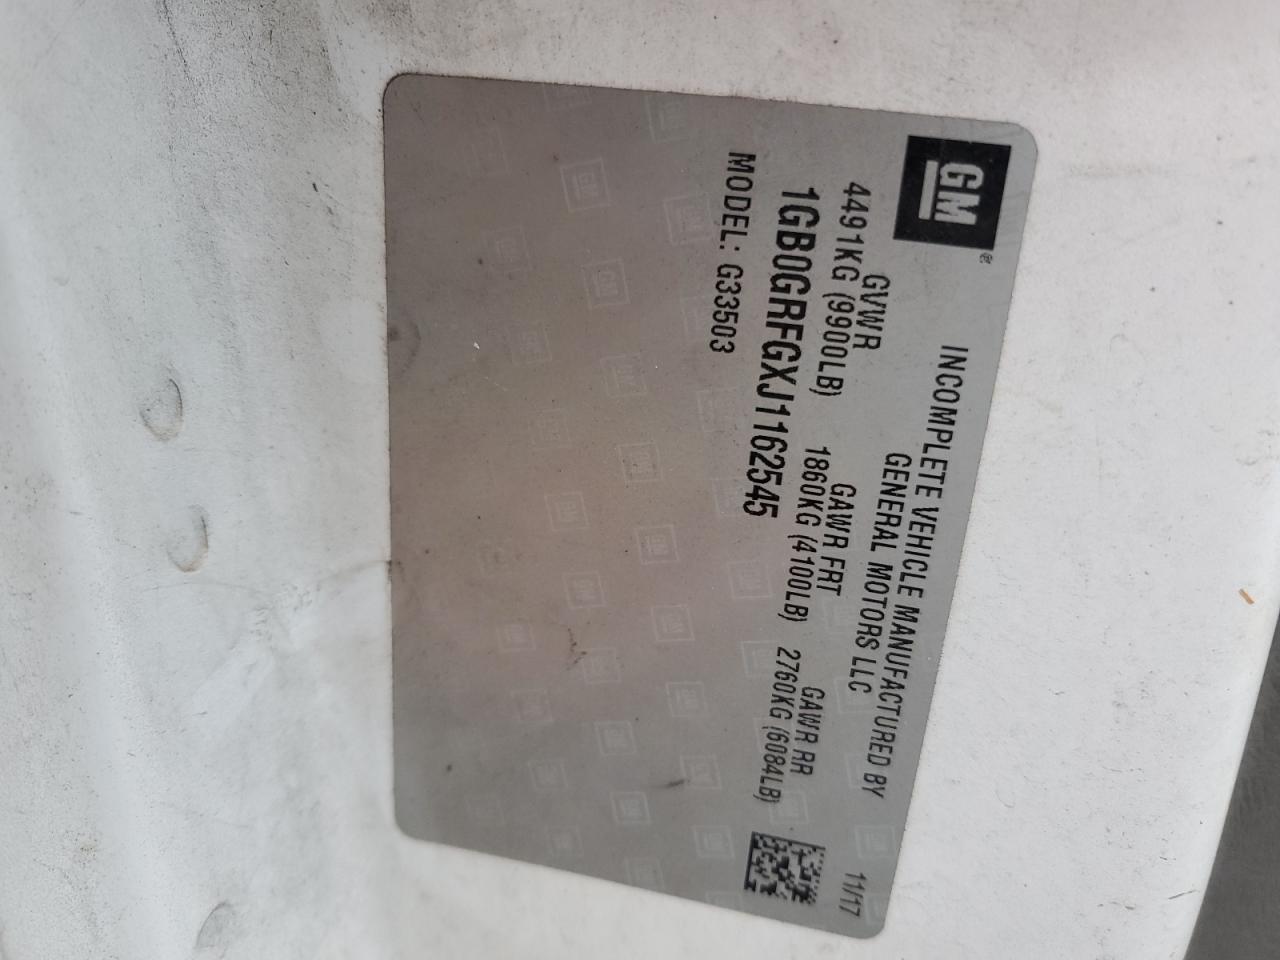 GM®
INCOMPLETE VEHICLE MANUFACTURED BY
GENERAL MOTORS LLC
11/17
GVWR GAWR FRT GAWR RR
4491KG (9900LB) 1860KG (4100LB) 2760KG (6084LB)
1GB0GRFGXJ1162545
MODEL: G33503